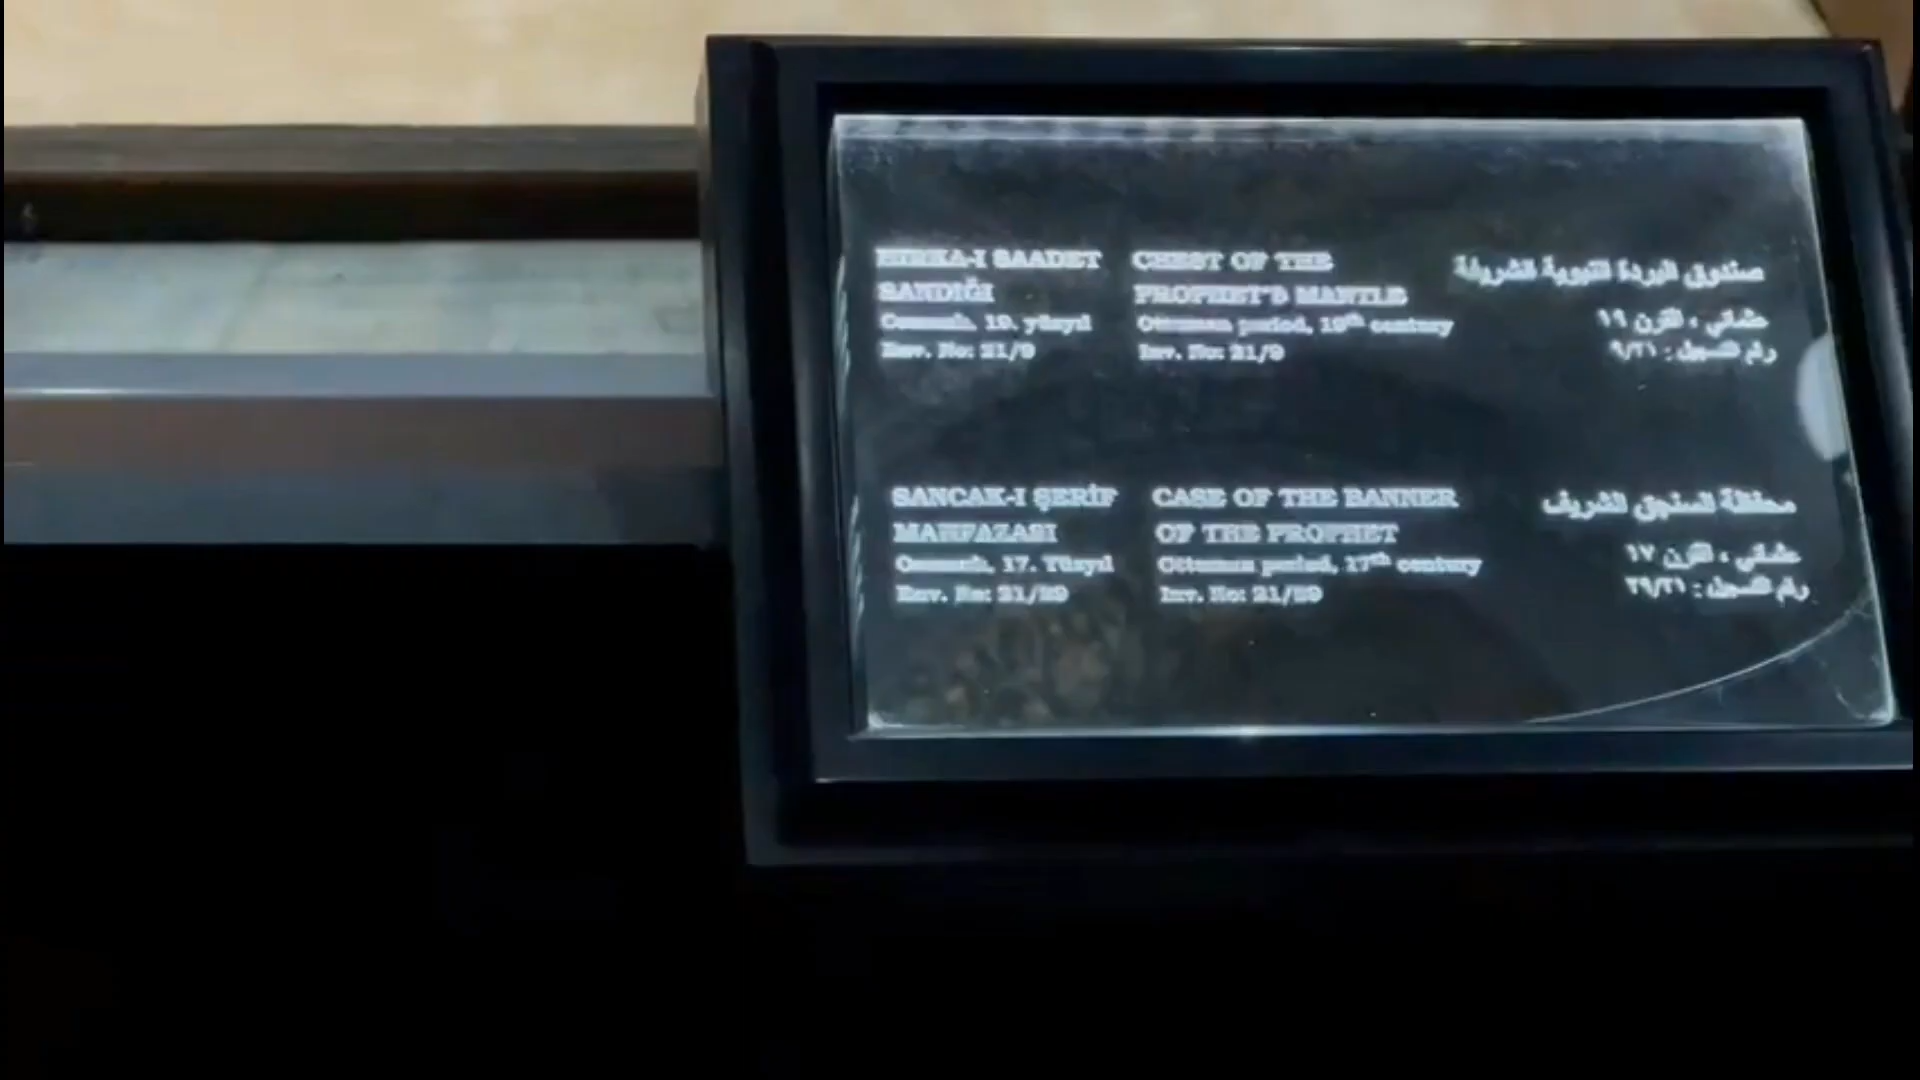 HIRKA-I SAADET
SANDIĞI
Osmanlı, 19. yüzyıl
Env. No: 21/9
CHEST OF THE
PROPHET'S MANTLE
Ottoman period, 19th century
Inv. No: 21/9
صندوق البردة النبوية الشريفة
عثماني ، القرن ١٩
رقم التسجيل : ٩/٢١
SANCAK-I ŞERİF
MAHFAZASI
Osmanlı, 17. Yüzyıl
Env. No: 21/29
CASE OF THE BANNER
OF THE PROPHET
Ottoman period, 17th century
Inv. No: 21/29
محفظة السنجق الشريف
عثماني ، القرن ١٧
رقم التسجيل : ٢٩/٢١